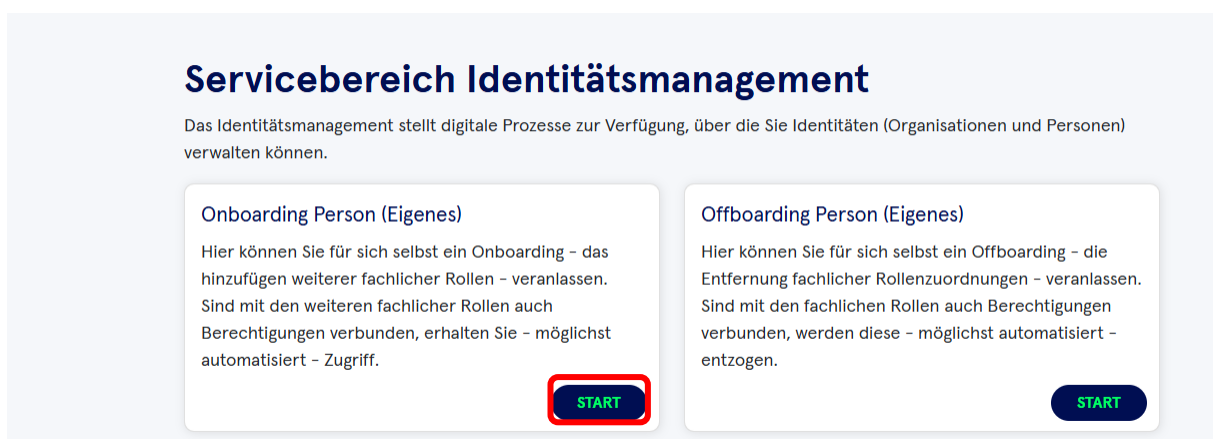 Servicebereich Identitätsmanagement
Das Identitätsmanagement stellt digitale Prozesse zur Verfügung, über die Sie Identitäten (Organisationen und Personen)
verwalten können.
Onboarding Person (Eigenes)
Hier können Sie für sich selbst ein Onboarding – das
hinzufügen weiterer fachlicher Rollen – veranlassen.
Sind mit den weiteren fachlicher Rollen auch
Berechtigungen verbunden, erhalten Sie – möglichst
automatisiert – Zugriff.
START
Offboarding Person (Eigenes)
Hier können Sie für sich selbst ein Offboarding – die
Entfernung fachlicher Rollenzuordnungen – veranlassen.
Sind mit den fachlichen Rollen auch Berechtigungen
verbunden, werden diese – möglichst automatisiert –
entzogen.
START